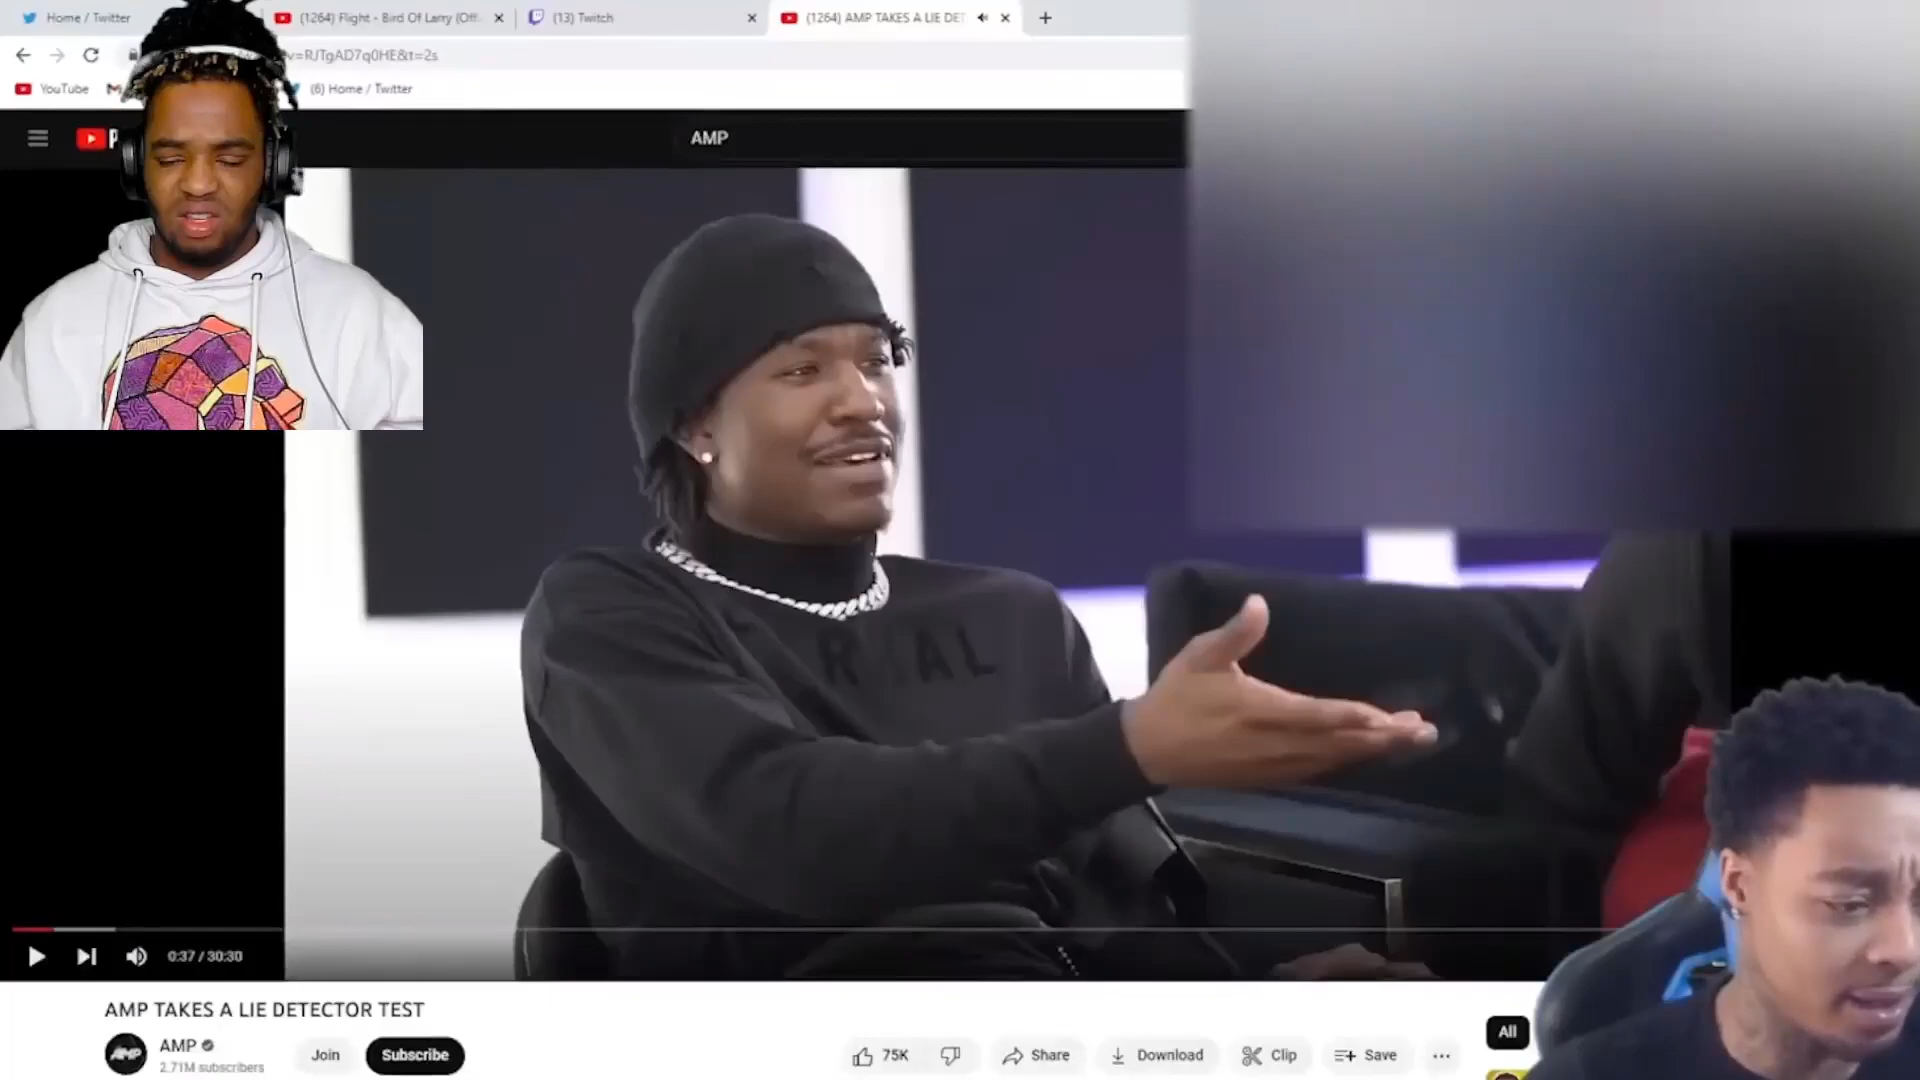 Home / Twitter
(1264) Flight - Bird Of Larry (Offi
(13) Twitch
(1264) AMP TAKES A LIE DET
v=RJTgAD7q0HE&t=2s
YouTube
(6) Home / Twitter
AMP
0:37 / 30:30
AMP TAKES A LIE DETECTOR TEST
AMP
2.71M subscribers
Join
Subscribe
75K
Share
Download
Clip
Save
All